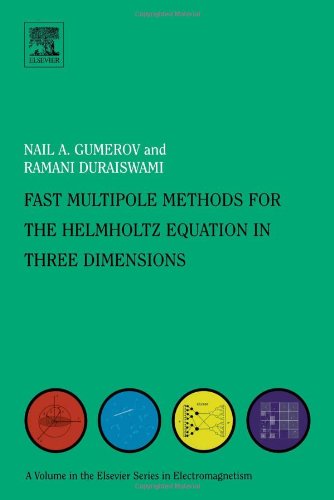 ELSEVIER
NAIL A. GUMEROV and
RAMANI DURAISWAMI
FAST MULTIPOLE METHODS FOR
THE HELMHOLTZ EQUATION IN
THREE DIMENSIONS
A Volume in the Elsevier Series in Electromagnetism